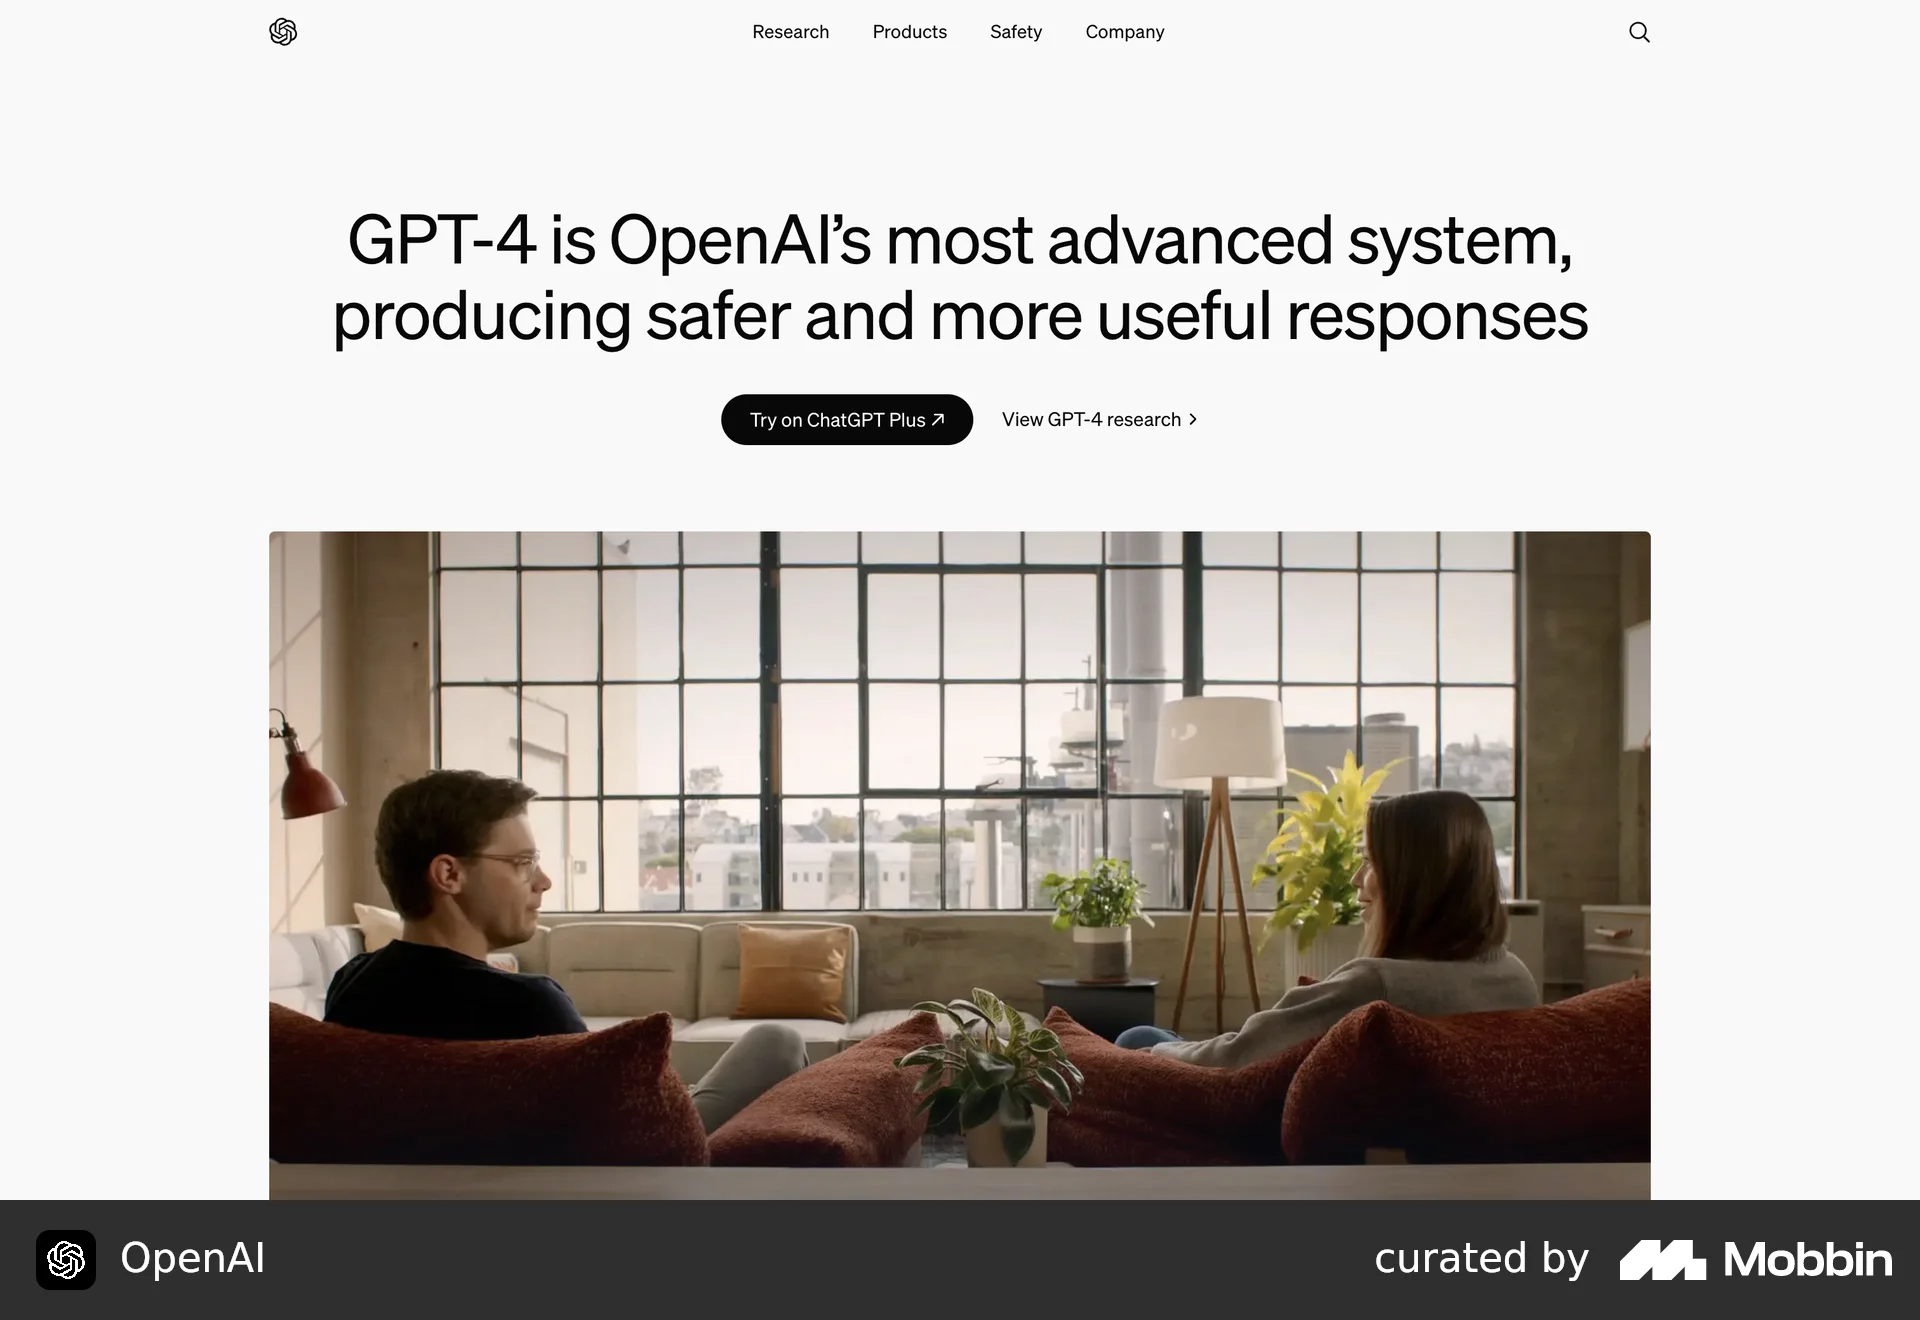 Research Products Safety Company
GPT-4 is OpenAI’s most advanced system,
producing safer and more useful responses
Try on ChatGPT Plus ↗ View GPT-4 research >
OpenAI curated by Mobbin